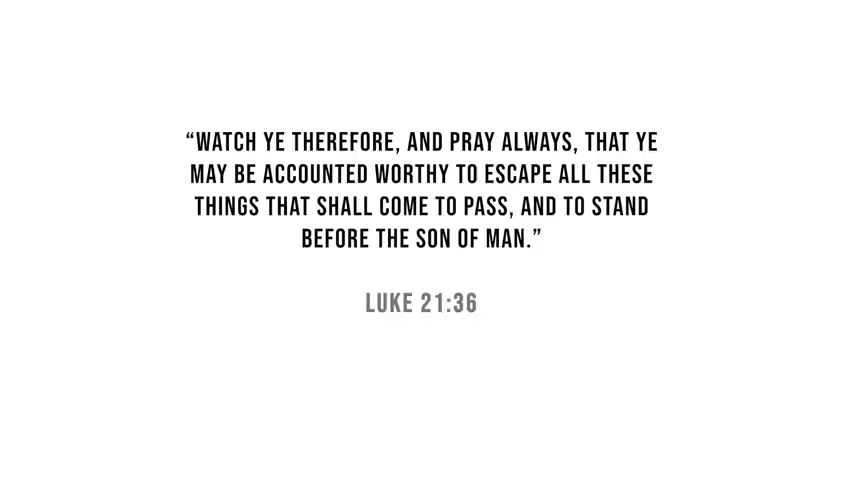 “WATCH YE THEREFORE, AND PRAY ALWAYS, THAT YE
MAY BE ACCOUNTED WORTHY TO ESCAPE ALL THESE
THINGS THAT SHALL COME TO PASS, AND TO STAND
BEFORE THE SON OF MAN.”
LUKE 21:36